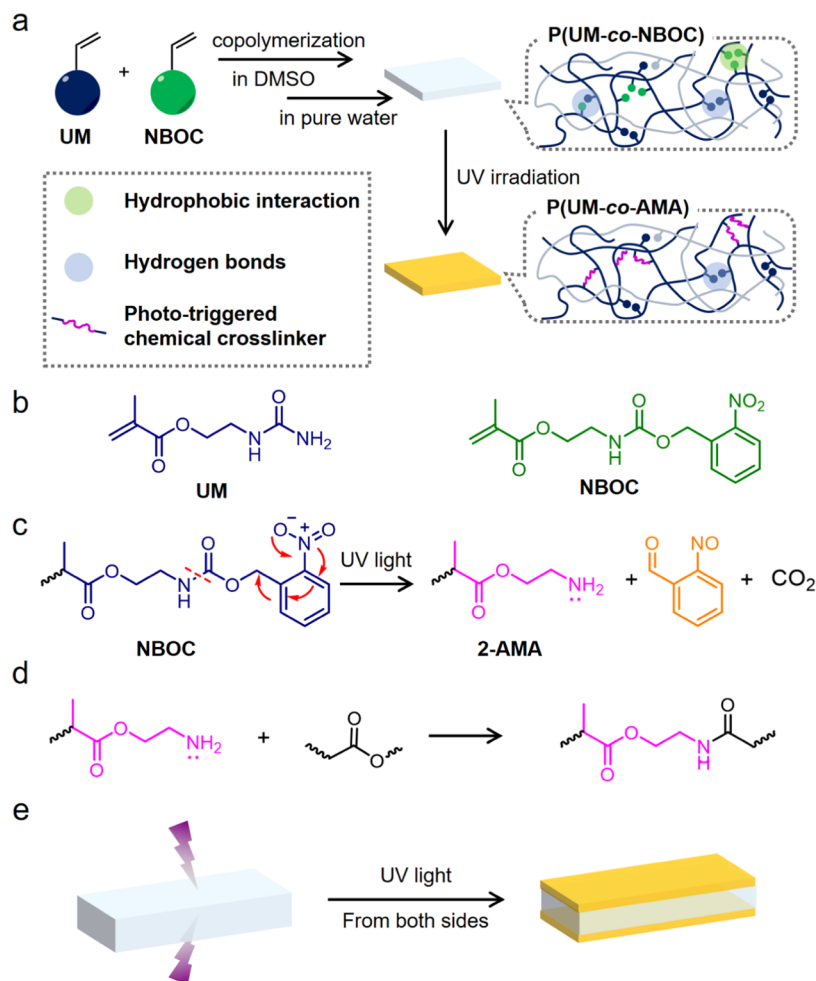 a
copolymerization
in DMSO
in pure water
+
UM
NBOC
P(UM-co-NBOC)
UV irradiation
P(UM-co-AMA)
Hydrophobic interaction
Hydrogen bonds
Photo-triggered
chemical crosslinker
b
O
O
O
N
H
NH₂
UM
O
O
O
N
H
O
NO₂
NBOC
c
O
O
N
H
O
O
O
−
N
+
O
NBOC
UV light
O
O
NH₂
2-AMA
+
O
NO
+
CO₂
d
O
O
NH₂
+
O
O
O
O
N
H
O
e
UV light
From both sides